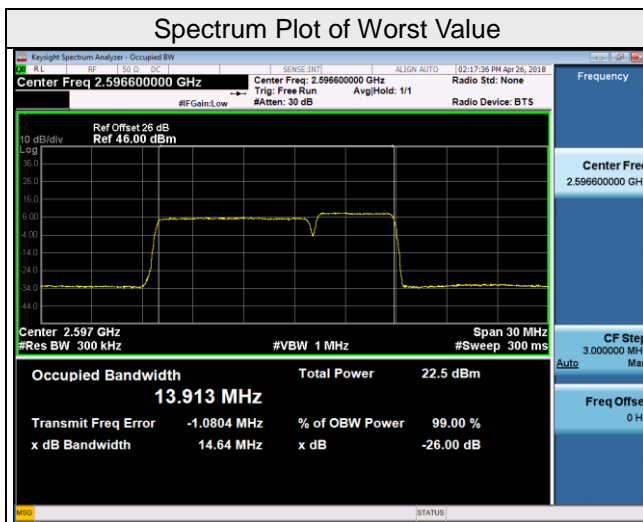 Spectrum Plot of Worst Value
Keysight Spectrum Analyzer - Occupied BW
RL RF 50 Ω DC SENSE:INT ALIGN AUTO 02:17:36 PM Apr 26, 2018
Center Freq 2.596600000 GHz
Center Freq: 2.596600000 GHz
Radio Std: None
Trig: Free Run Avg|Hold: 1/1
#IFGain:Low
#Atten: 30 dB
Radio Device: BTS
Frequency
Ref Offset 26 dB
10 dB/div Ref 46.00 dBm
Log
36.0
26.0
16.0
6.00
-4.00
-14.0
-24.0
-34.0
-44.0
Center 2.597 GHz
Span 30 MHz
#Res BW 300 kHz
#VBW 1 MHz
#Sweep 300 ms
Center Fre
2.596600000 GH
CF Step
3.000000 MH
Auto Ma
Freq Offse
0 H
Occupied Bandwidth
13.913 MHz
Total Power 22.5 dBm
Transmit Freq Error -1.0804 MHz
% of OBW Power 99.00 %
x dB Bandwidth 14.64 MHz
x dB -26.00 dB
MSG
STATUS